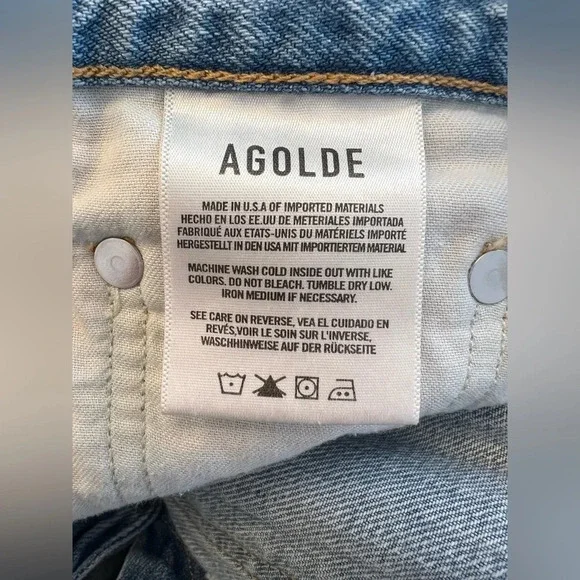 AGOLDE
MADE IN U.S.A OF IMPORTED MATERIALS
HECHO EN LOS EE.UU DE METERIALES IMPORTADA
FABRIQUÉ AUX ETATS-UNIS DU MATÉRIELS IMPORTÉ
HERGESTELLT IN DEN USA MIT IMPORTIERTEM MATERIAL
MACHINE WASH COLD INSIDE OUT WITH LIKE
COLORS. DO NOT BLEACH. TUMBLE DRY LOW.
IRON MEDIUM IF NECESSARY.
SEE CARE ON REVERSE, VEA EL CUIDADO EN
REVÉS,VOIR LE SOIN SUR L'INVERSE,
WASCHHINWEISE AUF DER RÜCKSEITE